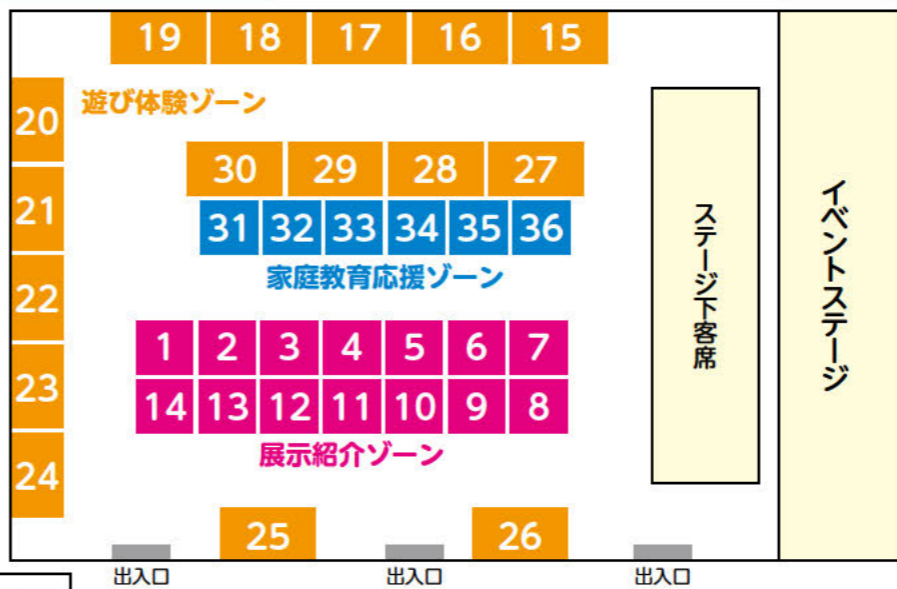 19 18 17 16 15
遊び体験ゾーン
20
21
22
23
24
30 29 28 27
31 32 33 34 35 36
家庭教育応援ゾーン
1 2 3 4 5 6 7
14 13 12 11 10 9 8
展示紹介ゾーン
25 26
出入口 出入口 出入口
ステージ下客席
イベントステージ